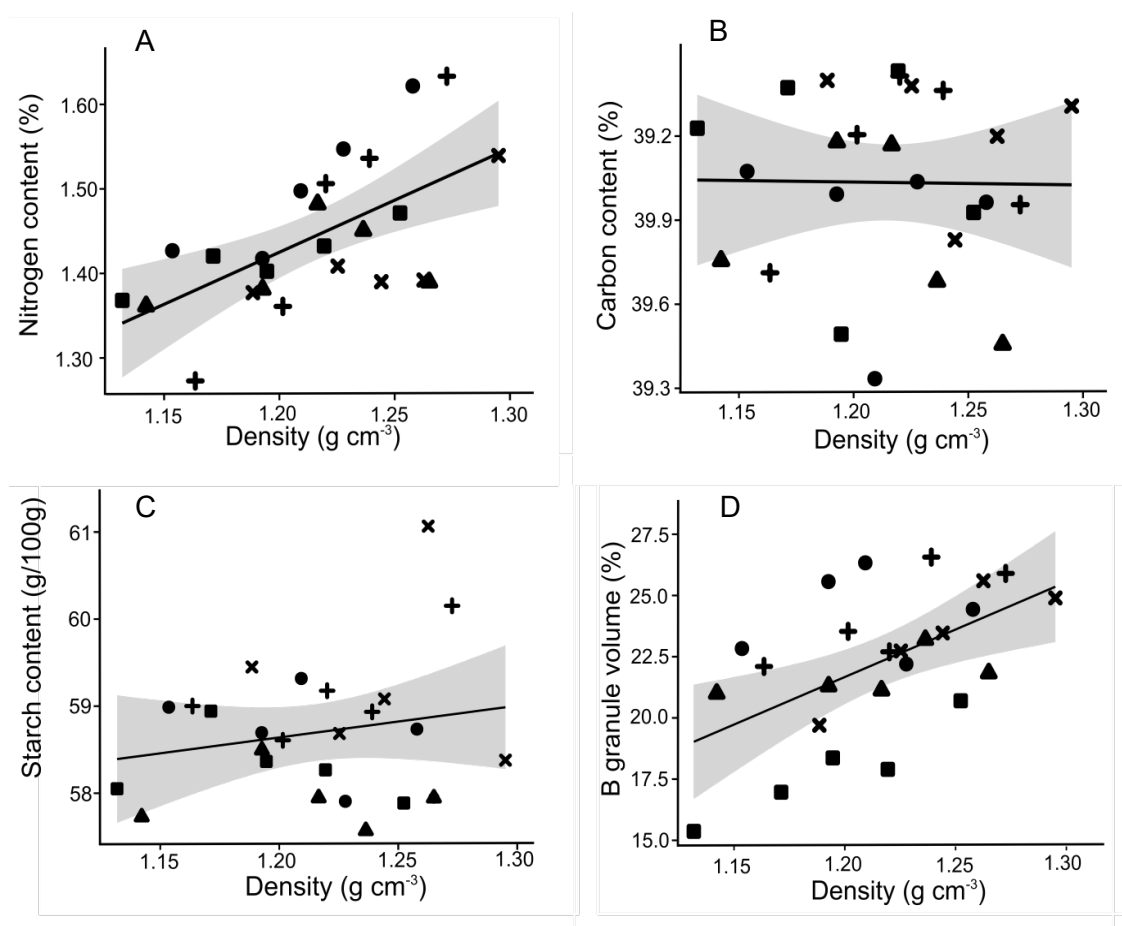 A
Nitrogen content (%)
1.60
1.50
1.40
1.30
1.15 1.20 1.25 1.30
Density (g cm-3)
B
Carbon content (%)
39.2
39.9
39.6
39.3
1.15 1.20 1.25 1.30
Density (g cm-3)
C
Starch content (g/100g)
61
60
59
58
1.15 1.20 1.25 1.30
Density (g cm-3)
D
B granule volume (%)
27.5
25.0
22.5
20.0
17.5
15.0
1.15 1.20 1.25 1.30
Density (g cm-3)